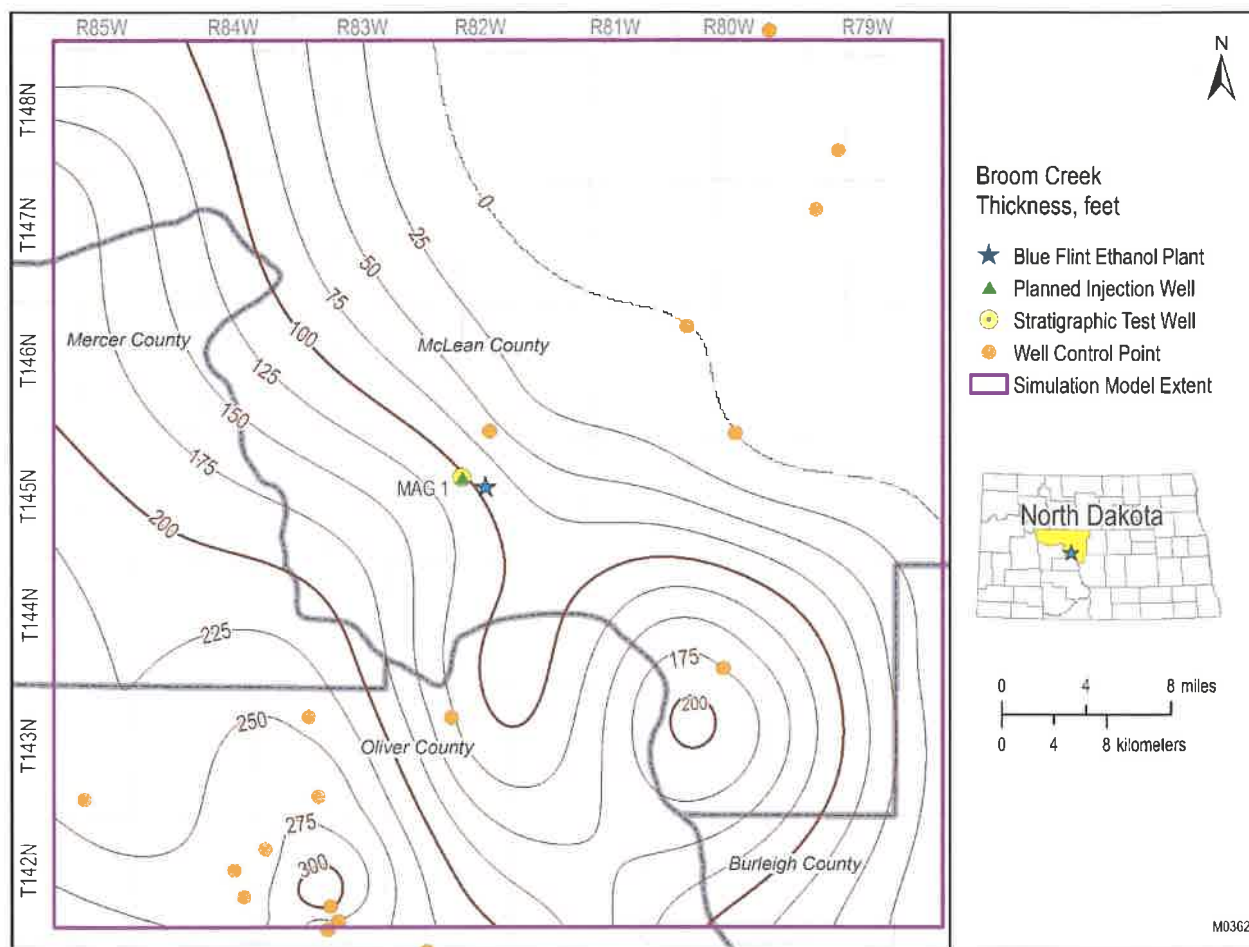 R85W R84W R83W R82W R81W R80W R79W
T148N
T147N
T146N
T145N
T144N
T143N
T142N
0
25
50
75
100
125
150
175
200
225
250
275
300
175
200
Mercer County
McLean County
MAG 1
Oliver County
Burleigh County
N
Broom Creek
Thickness, feet
Blue Flint Ethanol Plant
Planned Injection Well
Stratigraphic Test Well
Well Control Point
Simulation Model Extent
North Dakota
0 4 8 miles
0 4 8 kilometers
M0362